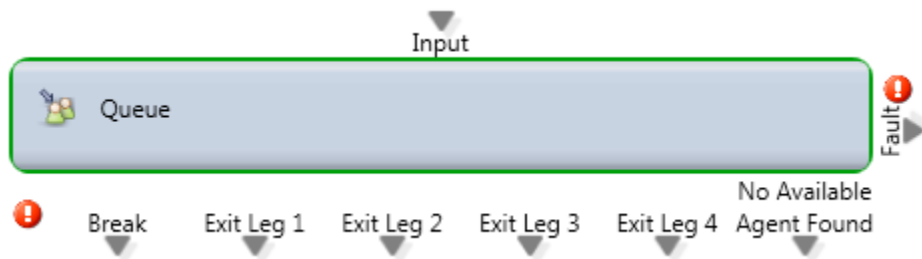 Input
Queue
Fault
No Available
Break Exit Leg 1 Exit Leg 2 Exit Leg 3 Exit Leg 4 Agent Found